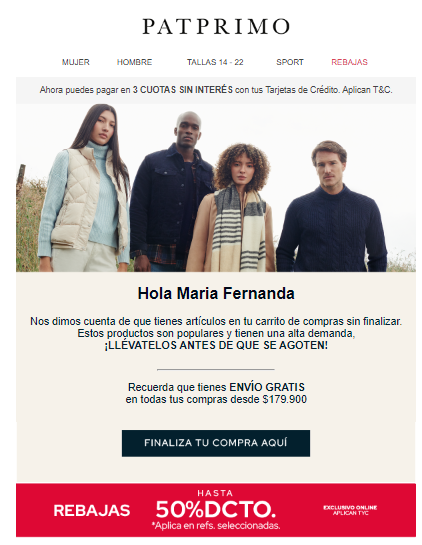 PATPRIMO
MUJER HOMBRE TALLAS 14 - 22 SPORT REBAJAS
Ahora puedes pagar en 3 CUOTAS SIN INTERÉS con tus Tarjetas de Crédito. Aplican T&C.
Hola Maria Fernanda
Nos dimos cuenta de que tienes artículos en tu carrito de compras sin finalizar.
Estos productos son populares y tienen una alta demanda,
¡LLÉVATELOS ANTES DE QUE SE AGOTEN!
Recuerda que tienes ENVÍO GRATIS
en todas tus compras desde $179.900
FINALIZA TU COMPRA AQUÍ
REBAJAS
HASTA
50%DCTO.
*Aplica en refs. seleccionadas.
EXCLUSIVO ONLINE
APLICAN TYC